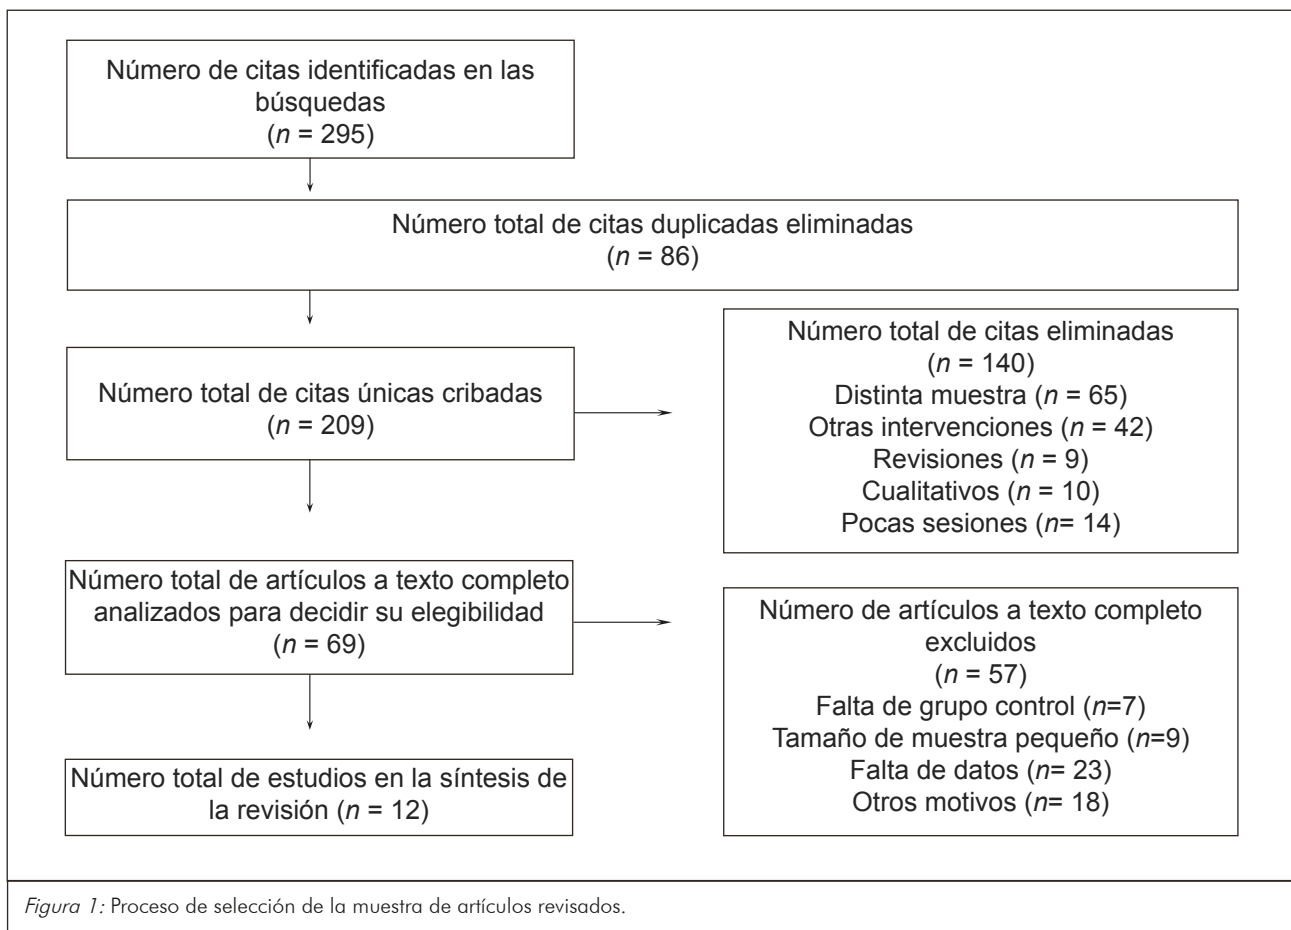 Número de citas identificadas en las
búsquedas
(n = 295)
Número total de citas duplicadas eliminadas
(n = 86)
Número total de citas únicas cribadas
(n = 209)
Número total de citas eliminadas
(n = 140)
Distinta muestra (n = 65)
Otras intervenciones (n = 42)
Revisiones (n = 9)
Cualitativos (n = 10)
Pocas sesiones (n= 14)
Número total de artículos a texto completo
analizados para decidir su elegibilidad
(n = 69)
Número de artículos a texto completo
excluidos
(n = 57)
Falta de grupo control (n=7)
Tamaño de muestra pequeño (n=9)
Falta de datos (n= 23)
Otros motivos (n= 18)
Número total de estudios en la síntesis de
la revisión (n = 12)
Figura 1: Proceso de selección de la muestra de artículos revisados.